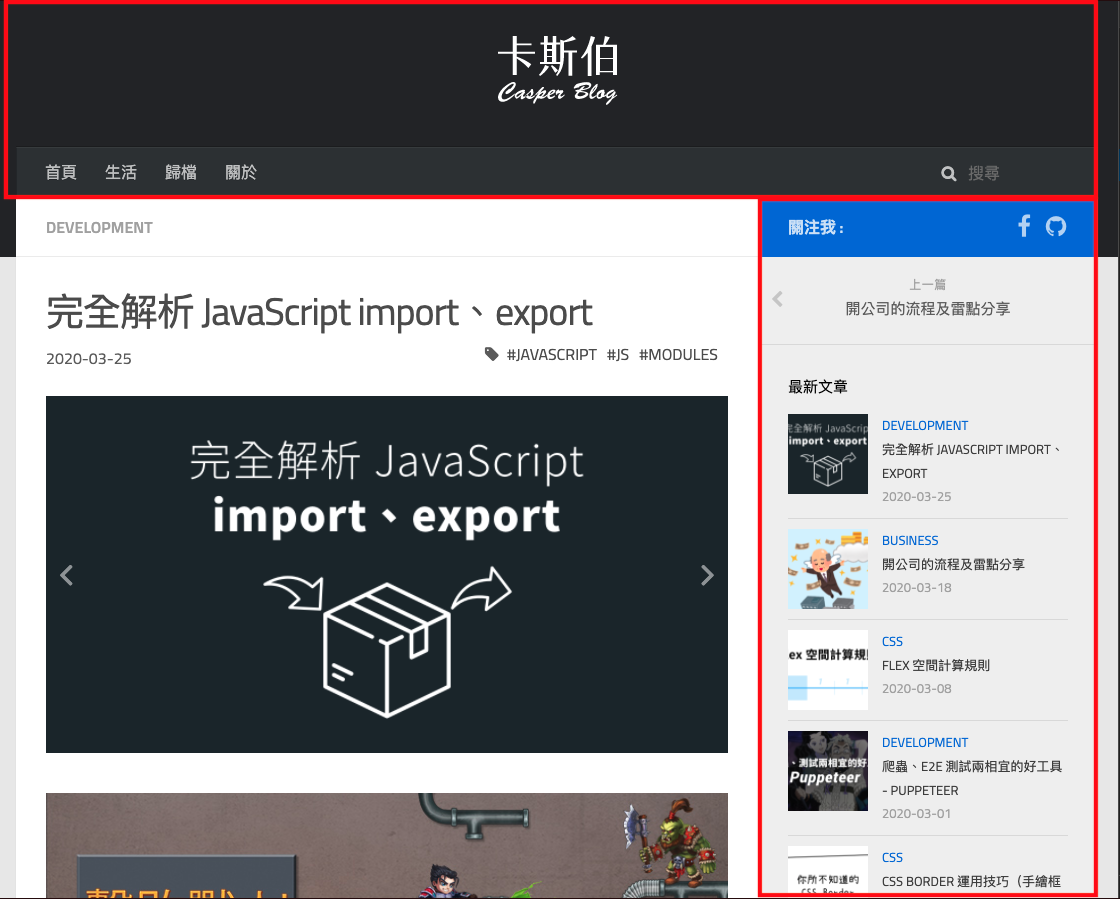 卡斯伯
Casper Blog
首頁 生活 歸檔 關於
搜尋
DEVELOPMENT
完全解析 JavaScript import、export
2020-03-25
#JAVASCRIPT #JS #MODULES
完全解析 JavaScript
import、export
關注我 :
上一篇
開公司的流程及雷點分享
最新文章
完全解析 JavaScrip
import、export
DEVELOPMENT
完全解析 JAVASCRIPT IMPORT、
EXPORT
2020-03-25
BUSINESS
開公司的流程及雷點分享
2020-03-18
ex 空間計算規則
CSS
FLEX 空間計算規則
2020-03-08
、測試兩相宜的好
Puppeteer
DEVELOPMENT
爬蟲、E2E 測試兩相宜的好工具
- PUPPETEER
2020-03-01
你所不知道的
CSS Border
CSS
CSS BORDER 運用技巧（手繪框